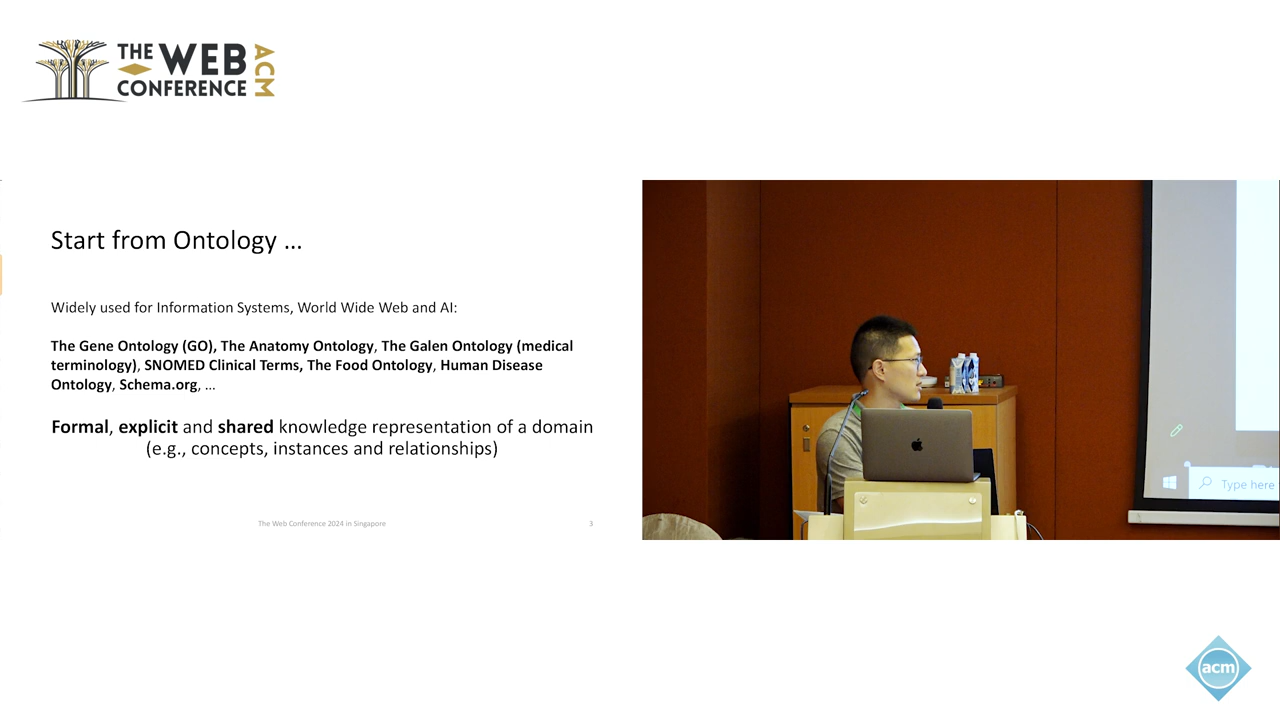 THE WEB
CONFERENCE
ACM
Start from Ontology ...
Widely used for Information Systems, World Wide Web and AI:
The Gene Ontology (GO), The Anatomy Ontology, The Galen Ontology (medical
terminology), SNOMED Clinical Terms, The Food Ontology, Human Disease
Ontology, Schema.org, ...
Formal, explicit and shared knowledge representation of a domain
(e.g., concepts, instances and relationships)
The Web Conference 2024 in Singapore
3
Type here
acm